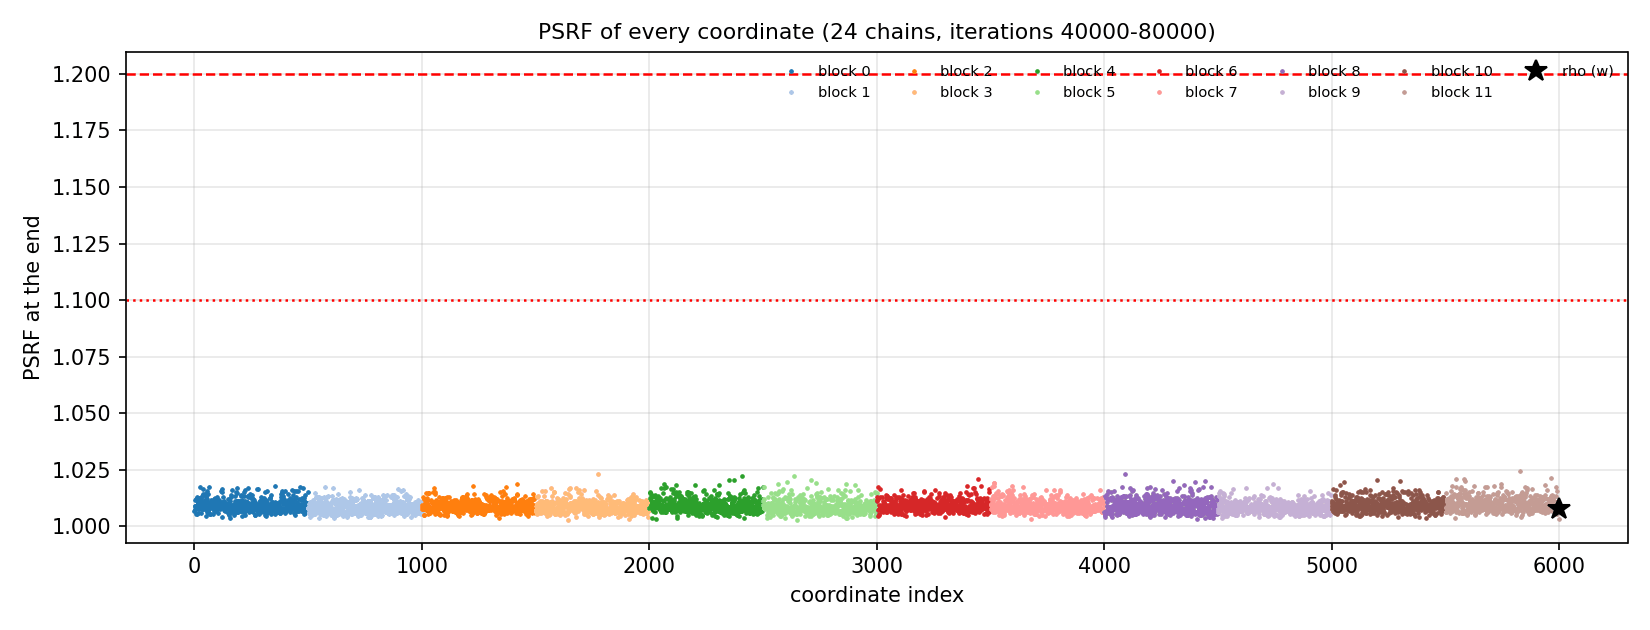 PSRF of every coordinate (24 chains, iterations 40000-80000)
PSRF at the end
1.200
1.175
1.150
1.125
1.100
1.075
1.050
1.025
1.000
block 0 block 2 block 4 block 6 block 8 block 10 rho (w)
block 1 block 3 block 5 block 7 block 9 block 11
0 1000 2000 3000 4000 5000 6000
coordinate index